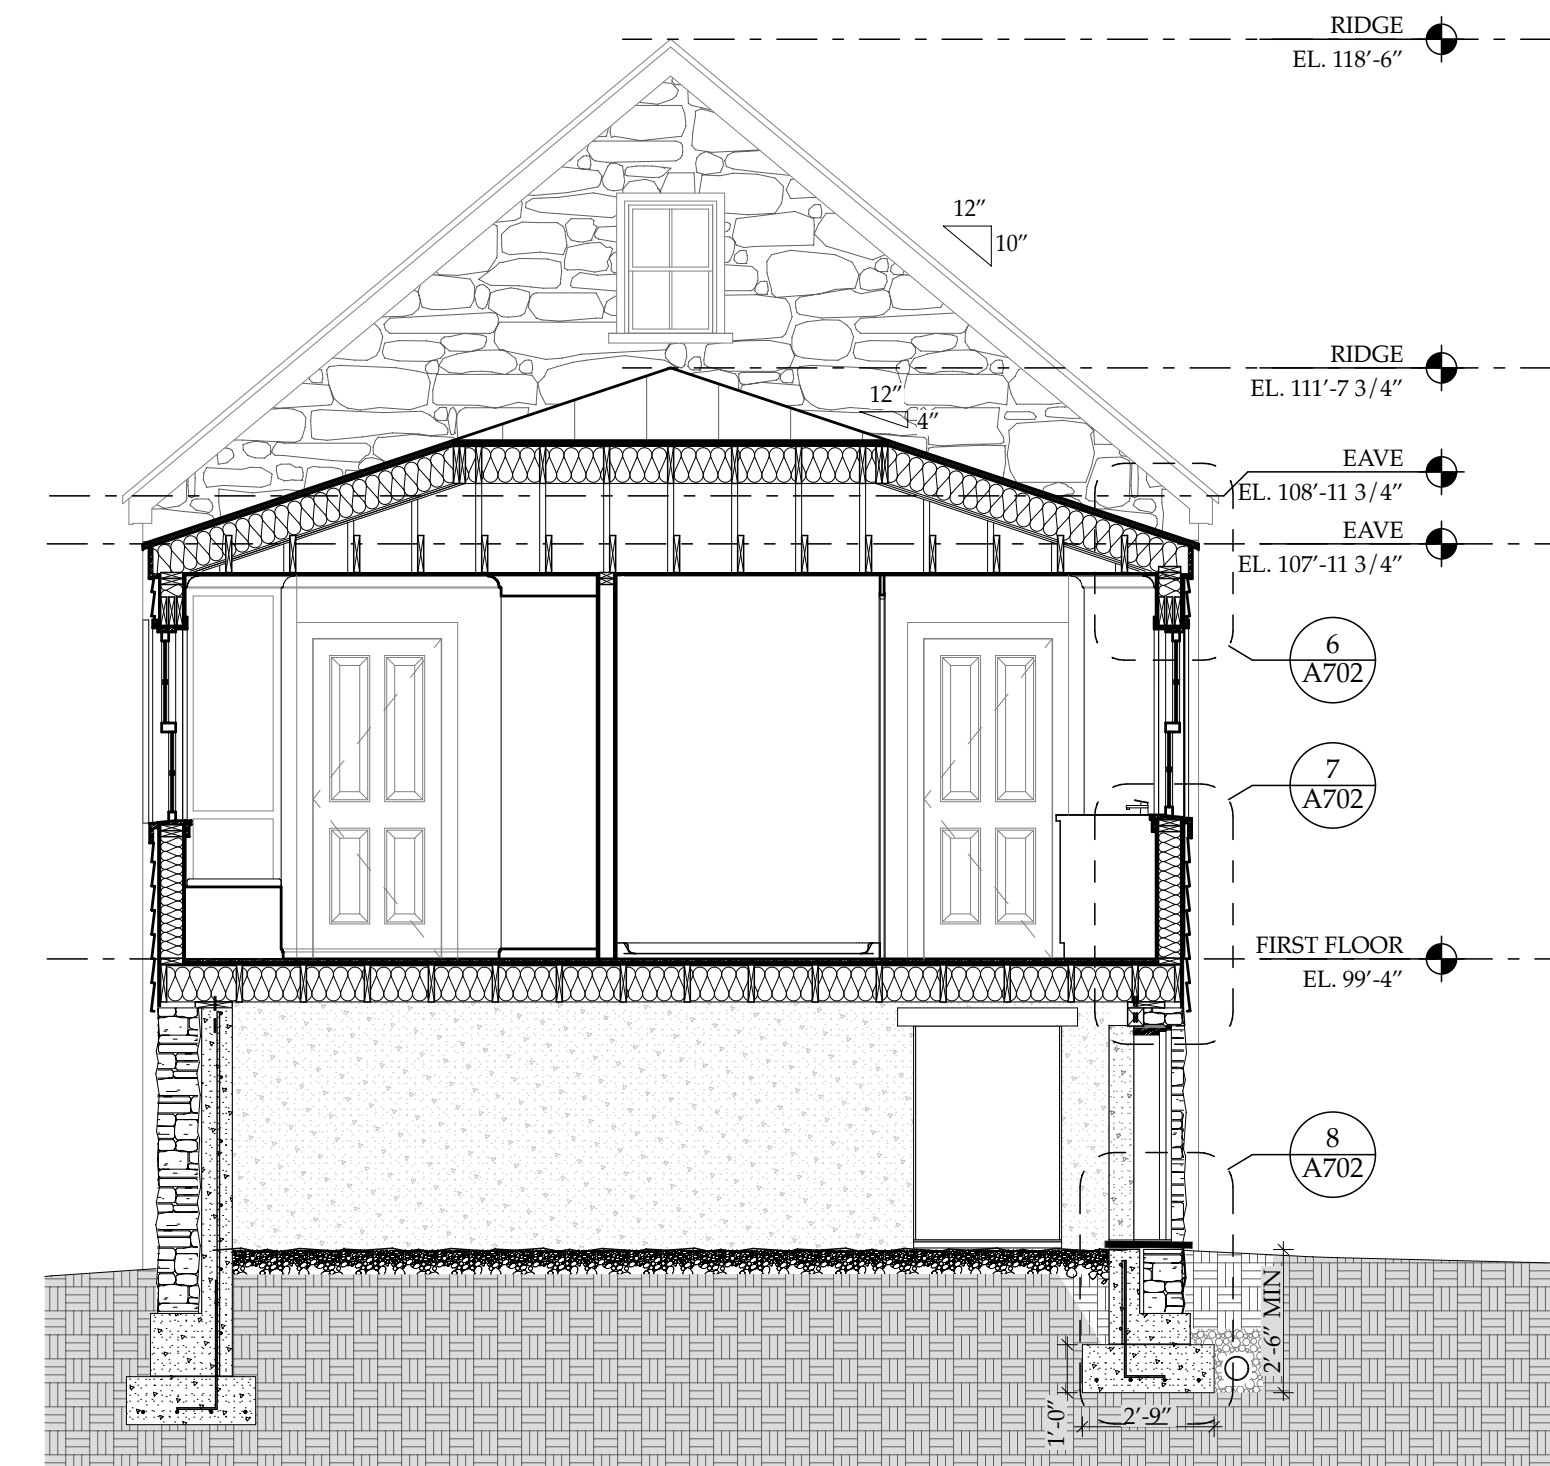 RIDGE
EL. 118′-6″
12″
10″
RIDGE
EL. 111′-7 3/4″
12″
4″
EAVE
EL. 108′-11 3/4″
EAVE
EL. 107′-11 3/4″
6
A702
7
A702
FIRST FLOOR
EL. 99′-4″
8
A702
2′-6″ MIN
1′-0″
2′-9″